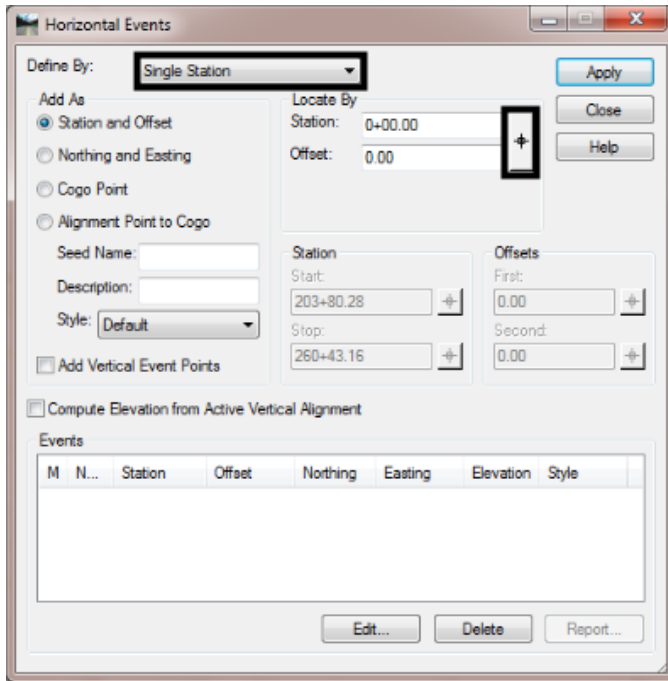 Horizontal Events
Define By: Single Station
Apply
Close
Help
Add As
Station and Offset
Northing and Easting
Cogo Point
Alignment Point to Cogo
Seed Name:
Description:
Style: Default
Add Vertical Event Points
Locate By
Station: 0+00.00
Offset: 0.00
Station
Start:
203+80.28
Stop:
260+43.16
Offsets
First:
0.00
Second:
0.00
Compute Elevation from Active Vertical Alignment
Events
M N... Station Offset Northing Easting Elevation Style
Edit... Delete Report...